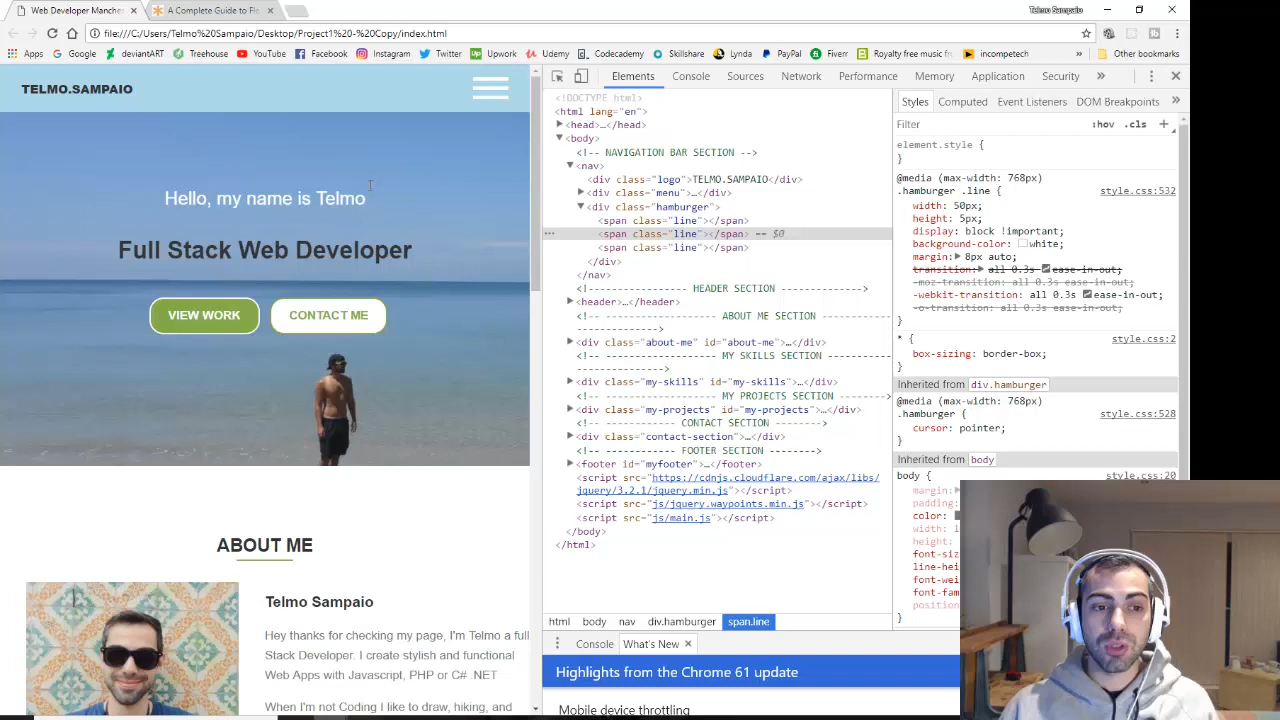 Web Developer Manches
A Complete Guide to Fle
Telmo Sampaio
file:///C:/Users/Telmo%20Sampaio/Desktop/Project1%20-%20Copy/index.html
Apps Google deviantART Treehouse YouTube Facebook Instagram Twitter Upwork Udemy Codecademy Skillshare Lynda PayPal Fiverr Royalty free music f incompetech Other bookmarks
TELMO.SAMPAIO
Hello, my name is Telmo
Full Stack Web Developer
VIEW WORK CONTACT ME
ABOUT ME
Telmo Sampaio
Hey thanks for checking my page, I'm Telmo a full
Stack Developer. I create stylish and functional
Web Apps with Javascript, PHP or C# .NET
When I'm not Coding I like to draw, hiking, and
Elements Console Sources Network Performance Memory Application Security »
<!DOCTYPE html>
<html lang="en">
<head>…</head>
<body>
<!-- NAVIGATION BAR SECTION -->
<nav>
<div class="logo">TELMO.SAMPAIO</div>
<div class="menu">…</div>
<div class="hamburger">
<span class="line"></span>
<span class="line"></span> == $0
<span class="line"></span>
</div>
</nav>
<!---------------- HEADER SECTION ------------->
<header>…</header>
<!------------------- ABOUT ME SECTION -------------
------------->
<div class="about-me" id="about-me">…</div>
<!------------------- MY SKILLS SECTION ------------
------------->
<div class="my-skills" id="my-skills">…</div>
<!------------------- MY PROJECTS SECTION -------->
<div class="my-projects" id="my-projects">…</div>
<!------------- CONTACT SECTION -------->
<div class="contact-section">…</div>
<!------------- FOOTER SECTION -------->
<footer id="myfooter">…</footer>
<script src="https://cdnjs.cloudflare.com/ajax/libs/
jquery/3.2.1/jquery.min.js"></script>
<script src="js/jquery.waypoints.min.js"></script>
<script src="js/main.js"></script>
</body>
</html>
html body nav div.hamburger span.line
Console What's New
Highlights from the Chrome 61 update
Mobile device throttling
Styles Computed Event Listeners DOM Breakpoints »
Filter :hov .cls +
element.style {
}
@media (max-width: 768px)
.hamburger .line { style.css:532
width: 50px;
height: 5px;
display: block !important;
background-color: white;
margin: 8px auto;
transition: all 0.3s ease-in-out;
-moz-transition: all 0.3s ease-in-out;
-webkit-transition: all 0.3s ease-in-out;
-o-transition: all 0.3s ease-in-out;
}
* { style.css:2
box-sizing: border-box;
}
Inherited from div.hamburger
@media (max-width: 768px)
.hamburger { style.css:528
cursor: pointer;
}
Inherited from body
body { style.css:20
margin:
padding:
color:
width: 1
height:
font-siz
line-he
font-wei
font-fam
position
}